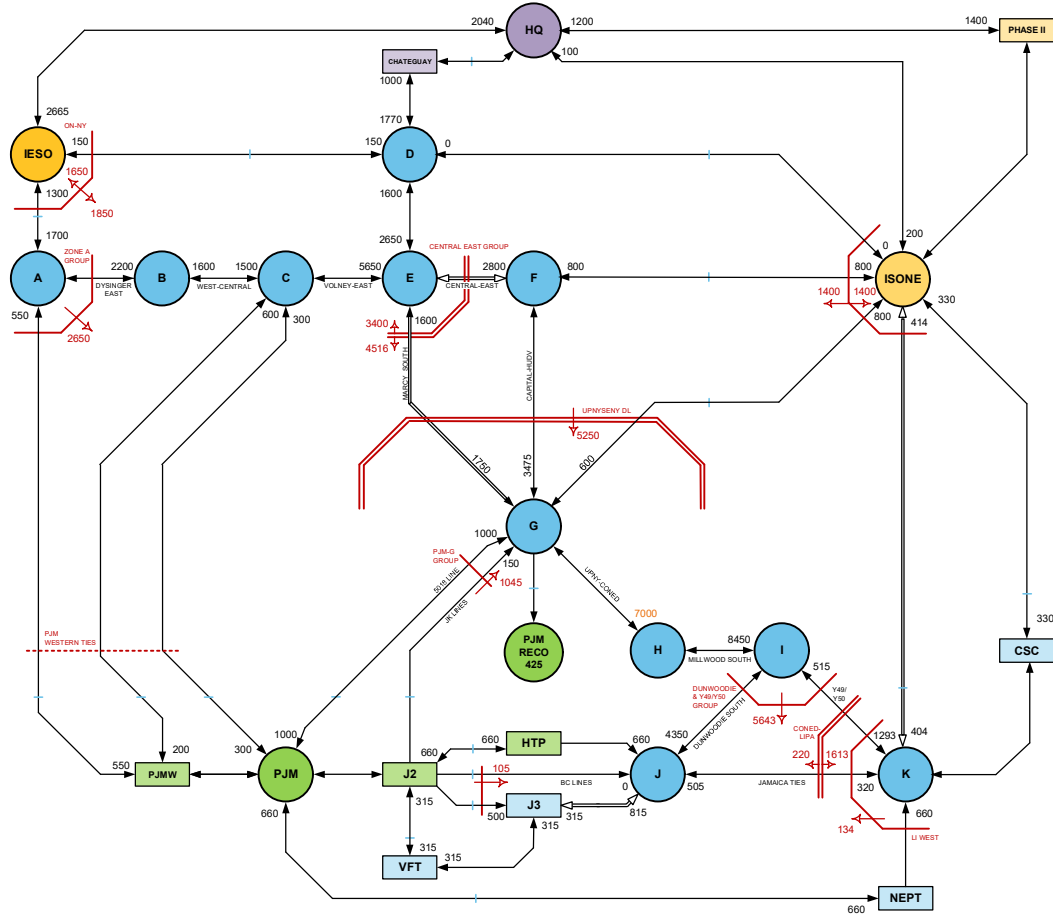 2040
HQ
1200
1400
PHASE II
100
CHATEGUAY
1000
2665
ON-NY
1770
150
150
0
IESO
D
1650
1300
1850
1600
1700
2650
200
0
ZONE A
GROUP
CENTRAL EAST GROUP
2200
1600
1500
5650
2800
800
800
A
B
C
E
F
ISONE
DYSINGER
EAST
WEST-CENTRAL
VOLNEY-EAST
CENTRAL-EAST
550
600
300
1400
1400
330
2650
3400
1600
800
414
4516
MARCY SOUTH
CAPITAL-HUDV
UPNYSENY DL
5250
1750
3475
600
G
1000
150
PJM-G
GROUP
1045
5018 LINE
JK LINES
UPNY-CONED
7000
PJM
WESTERN TIES
PJM
RECO
425
H
8450
I
MILLWOOD SOUTH
515
330
CSC
DUNWOODIE
& Y49/Y50
GROUP
DUNWOODIE SOUTH
5643
Y49/
Y50
CONED-
LIPA
1000
660
HTP
660
4350
1293
404
200
300
660
220
1613
550
PJMW
PJM
J2
105
BC LINES
J
JAMAICA TIES
K
0
505
320
660
315
500
J3
315
815
660
315
134
LI WEST
VFT
315
315
NEPT
660